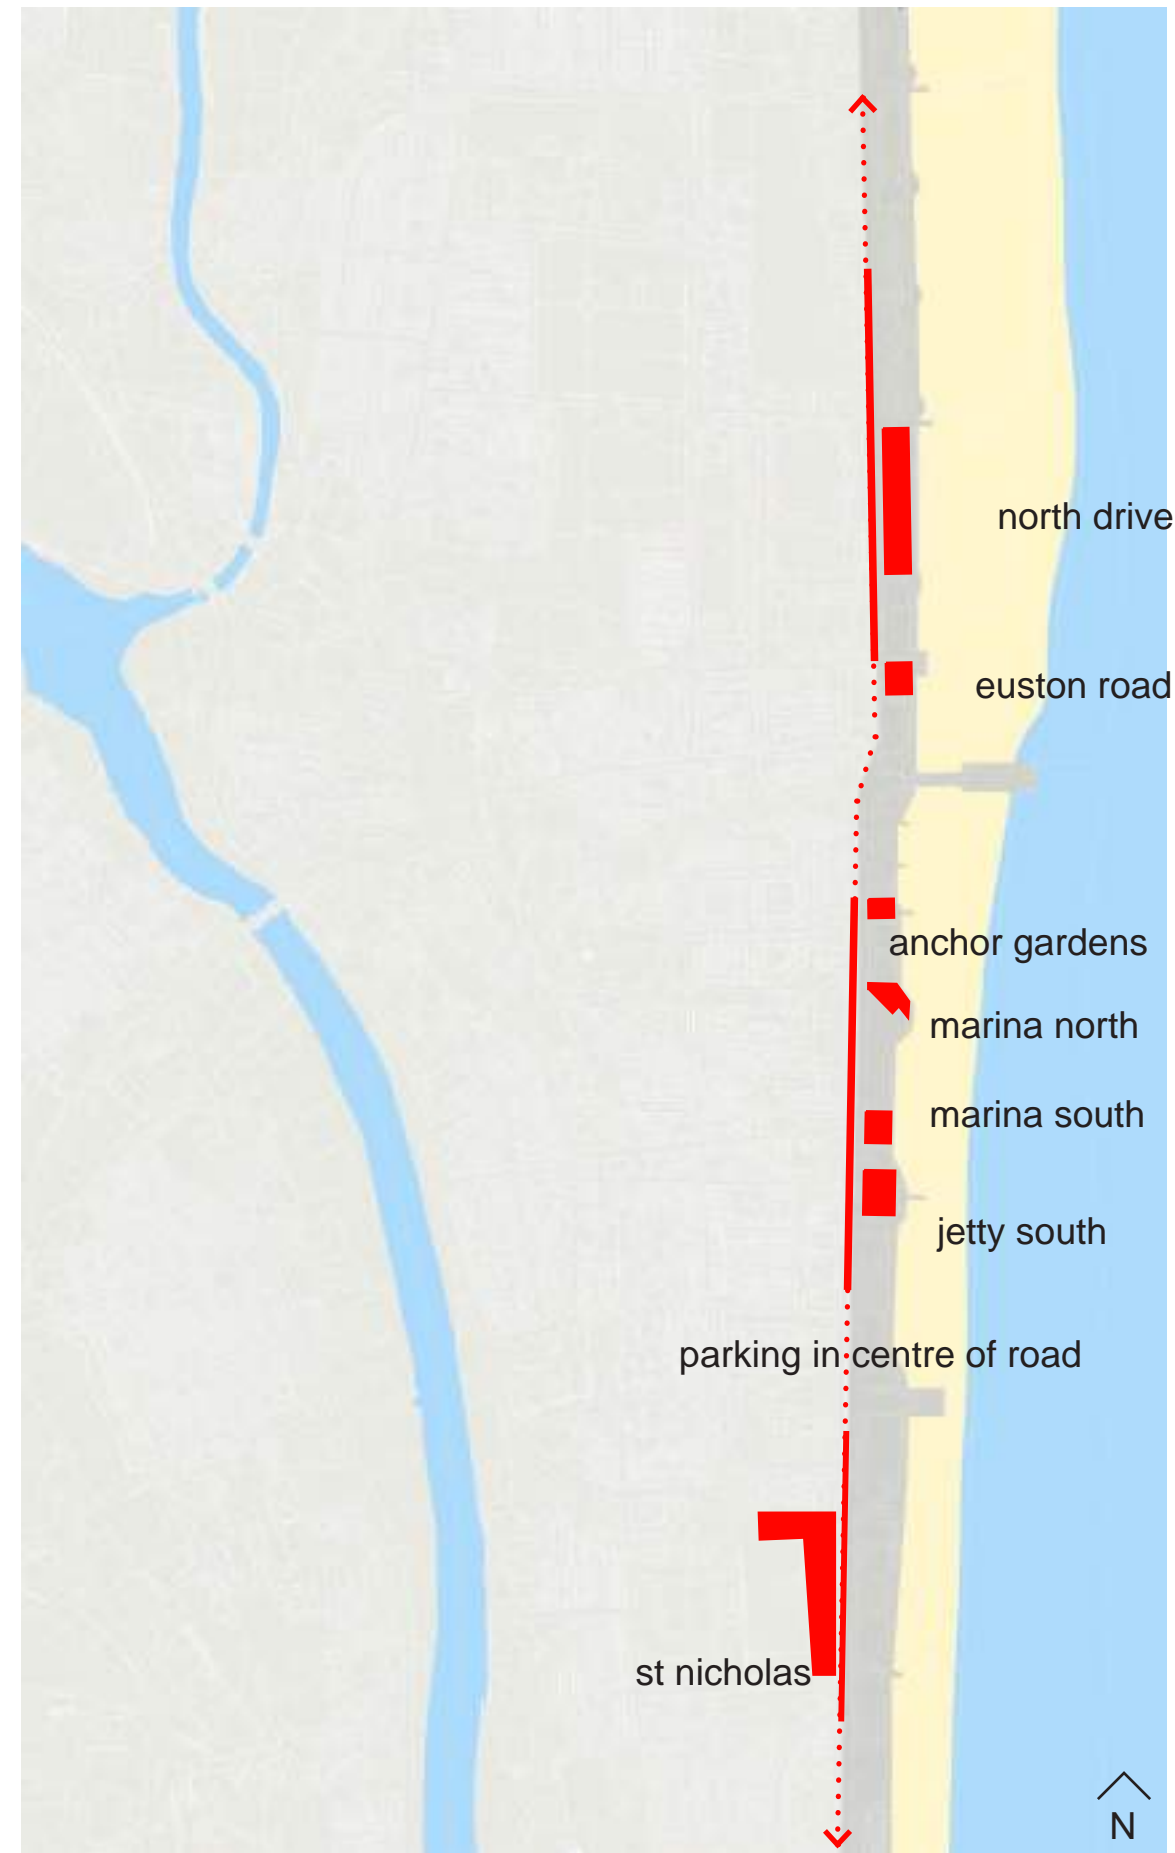 north drive
euston road
anchor gardens
marina north
marina south
jetty south
parking in centre of road
st nicholas
N